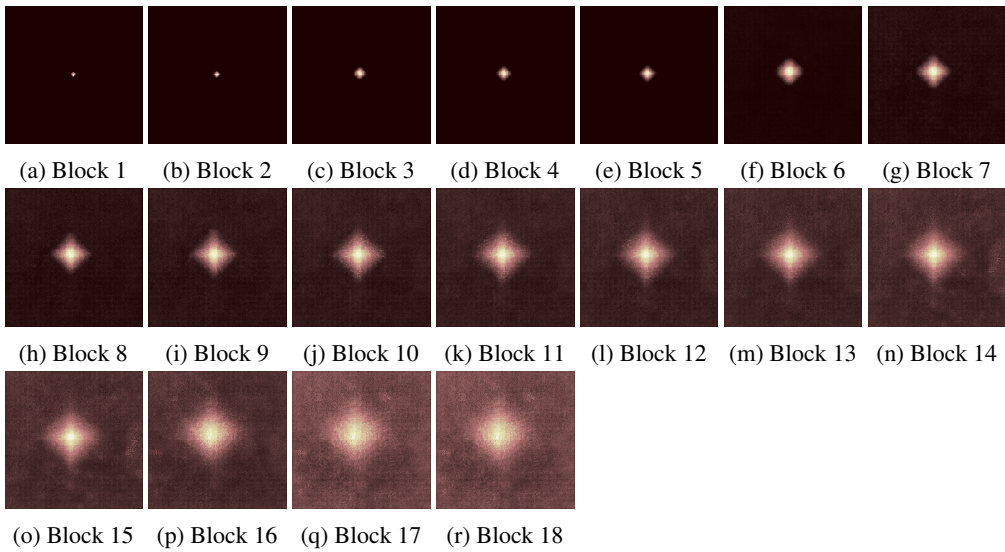 (a) Block 1 (b) Block 2 (c) Block 3 (d) Block 4 (e) Block 5 (f) Block 6 (g) Block 7
(h) Block 8 (i) Block 9 (j) Block 10 (k) Block 11 (l) Block 12 (m) Block 13 (n) Block 14
(o) Block 15 (p) Block 16 (q) Block 17 (r) Block 18